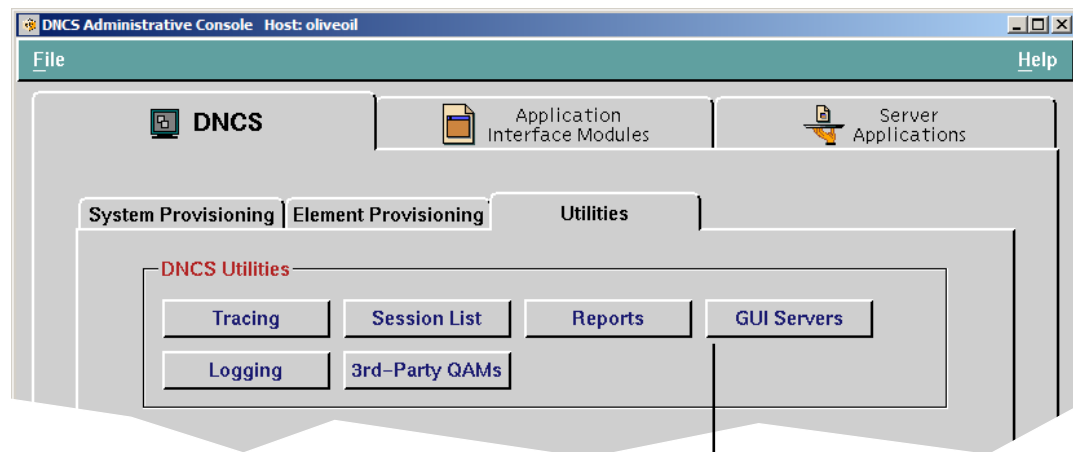 DNCS Administrative Console Host: oliveoil
File Help
DNCS
Application
Interface Modules
Server
Applications
System Provisioning Element Provisioning Utilities
DNCS Utilities
Tracing Session List Reports GUI Servers
Logging 3rd-Party QAMs